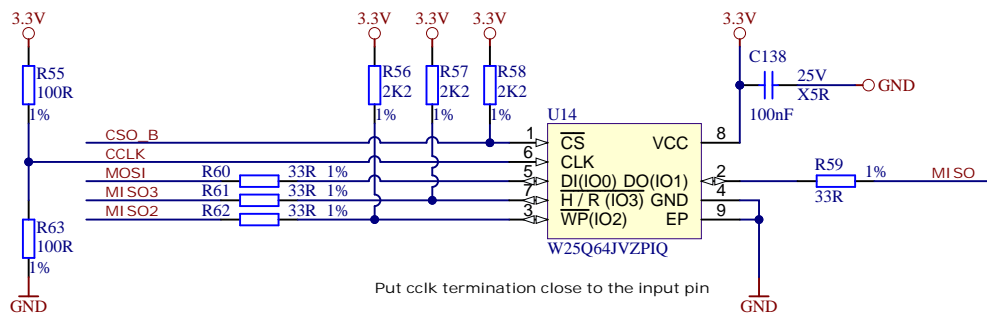 3.3V
3.3V
3.3V
3.3V
3.3V
R55
100R
1%
R56
2K2
1%
R57
2K2
1%
R58
2K2
1%
C138
25V
X5R
100nF
GND
U14
CSO_B
1
CS
VCC
8
CCLK
6
CLK
MOSI
R60
33R 1%
5
DI(IO0)
DO(IO1)
2
R59
1%
33R
MISO
MISO3
R61
33R 1%
7
H / R (IO3)
GND
4
MISO2
R62
33R 1%
3
WP(IO2)
EP
9
R63
100R
1%
GND
W25Q64JVZPIQ
Put cclk termination close to the input pin
GND